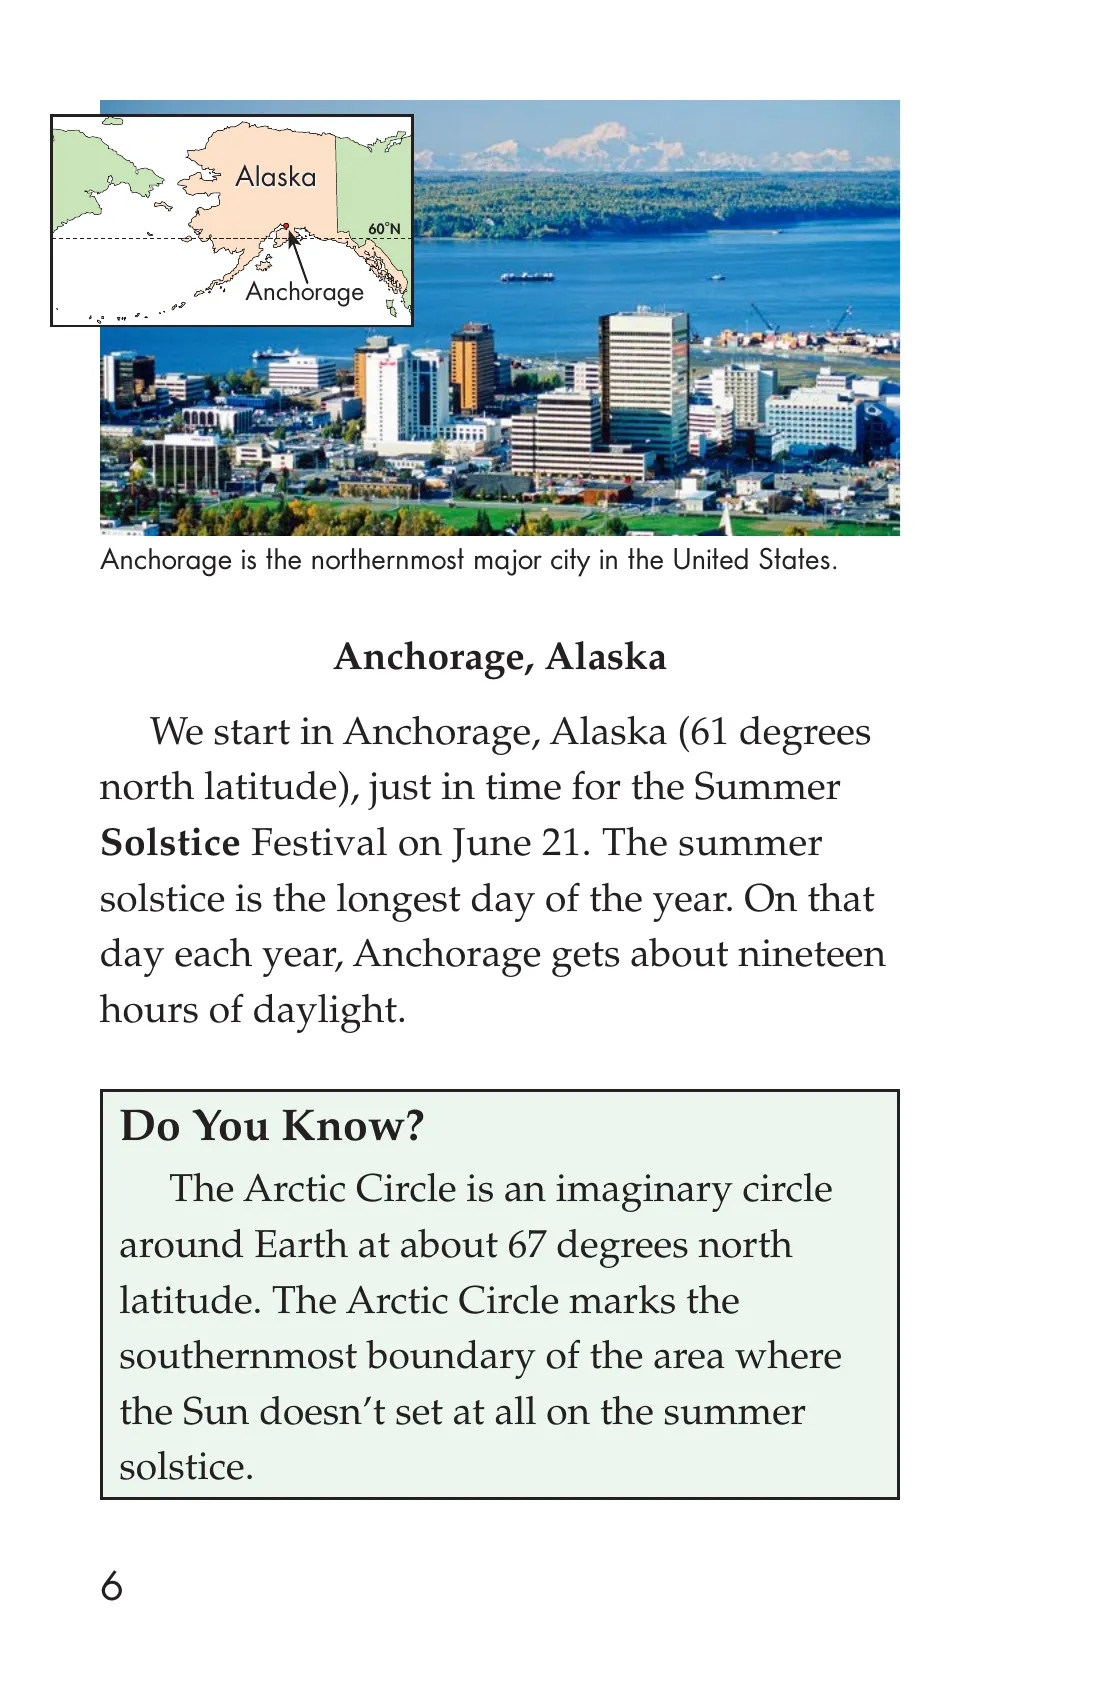 Alaska
60°N
Anchorage
Anchorage is the northernmost major city in the United States.
Anchorage, Alaska
We start in Anchorage, Alaska (61 degrees
north latitude), just in time for the Summer
Solstice Festival on June 21. The summer
solstice is the longest day of the year. On that
day each year, Anchorage gets about nineteen
hours of daylight.
Do You Know?
The Arctic Circle is an imaginary circle
around Earth at about 67 degrees north
latitude. The Arctic Circle marks the
southernmost boundary of the area where
the Sun doesn’t set at all on the summer
solstice.
6